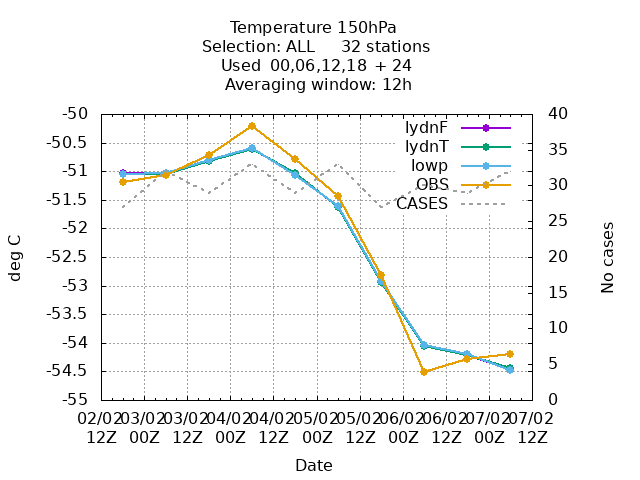 Temperature 150hPa
Selection: ALL 32 stations
Used 00,06,12,18 + 24
Averaging window: 12h
-50
-50.5
-51
-51.5
-52
-52.5
-53
-53.5
-54
-54.5
-55
deg C
40
35
30
25
20
15
10
5
0
No cases
lydnF
lydnT
lowp
OBS
CASES
02/02 03/02 03/02 04/02 04/02 05/02 05/02 06/02 06/02 07/02 07/02
12Z 00Z 12Z 00Z 12Z 00Z 12Z 00Z 12Z 00Z 12Z
Date